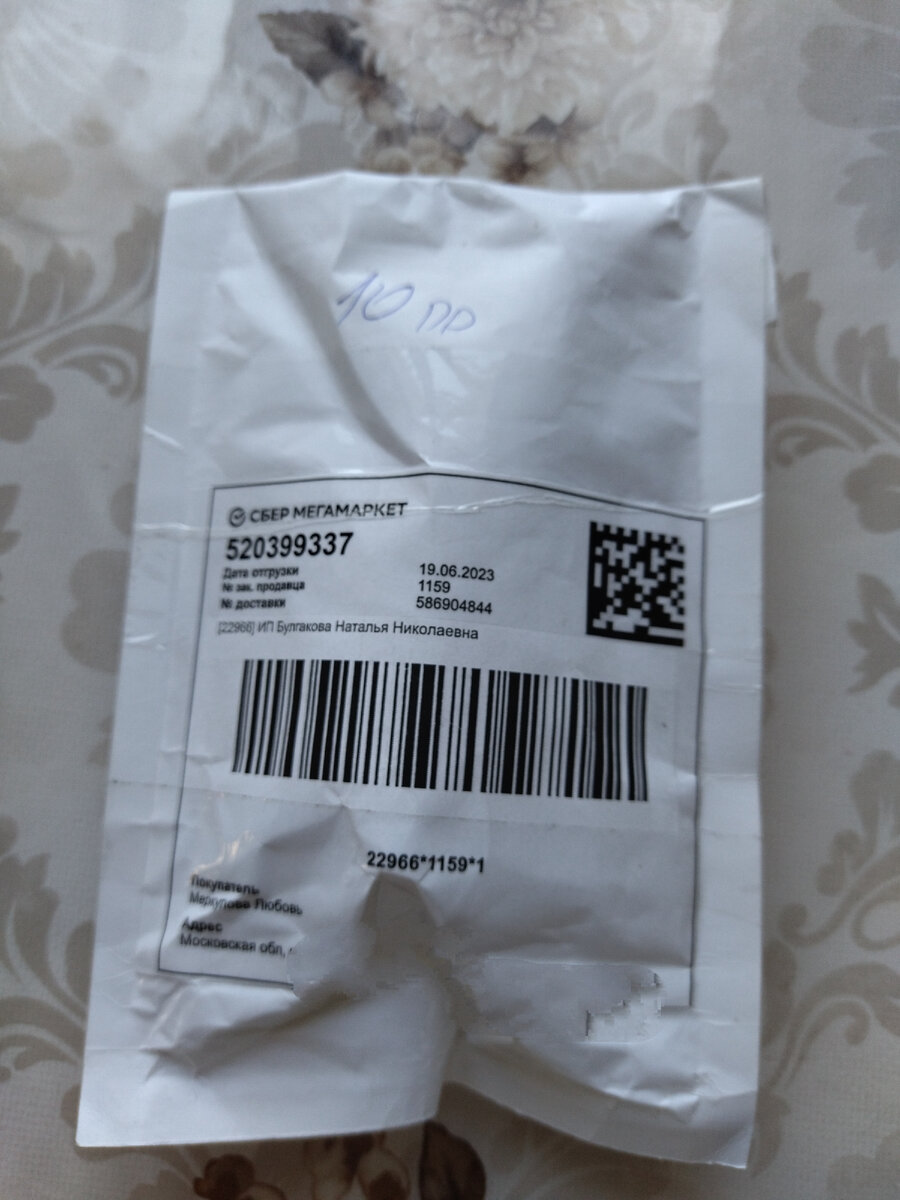 10 пр
СБЕР МЕГАМАРКЕТ
520399337
Дата отгрузки 19.06.2023
№ зак. продавца 1159
№ доставки 586904844
[22966] ИП Булгакова Наталья Николаевна
22966*1159*1
Покупатель
Меркулова Любовь
Адрес
Московская обл,